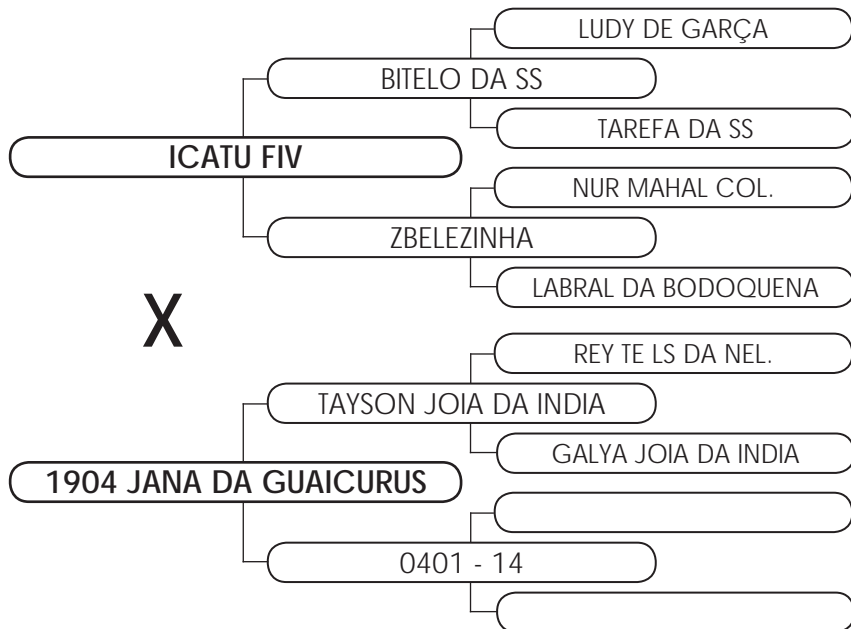 LUDY DE GARÇA
BITELO DA SS
TAREFA DA SS
ICATU FIV
NUR MAHAL COL.
ZBELEZINHA
LABRAL DA BODOQUENA
X
REY TE LS DA NEL.
TAYSON JOIA DA INDIA
GALYA JOIA DA INDIA
1904 JANA DA GUAICURUS
0401 - 14